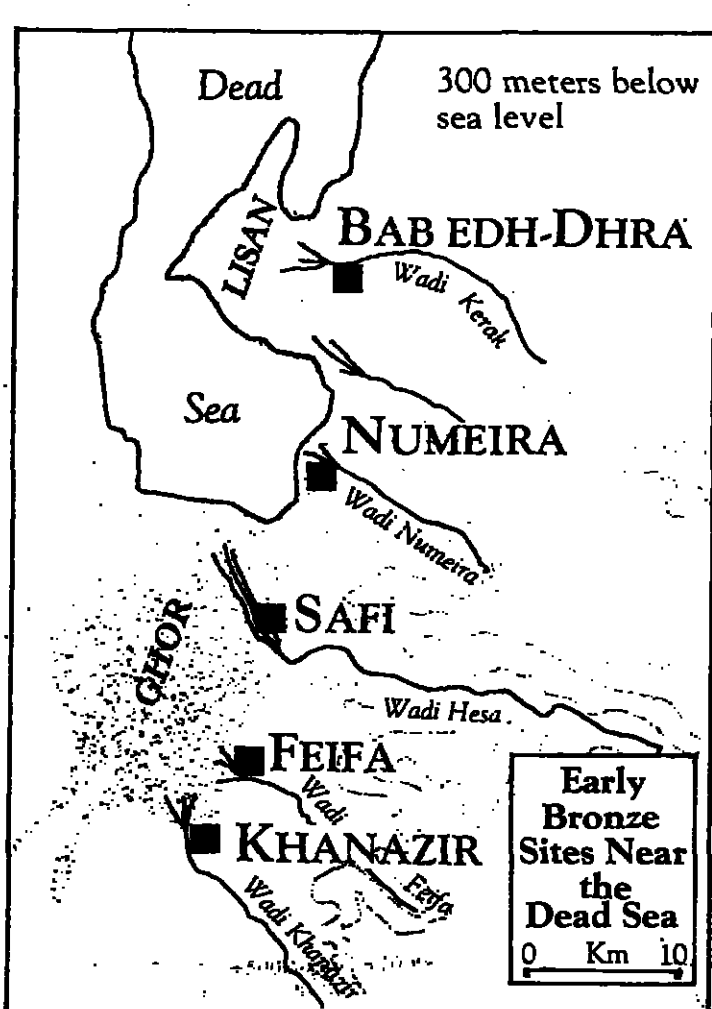 Dead
300 meters below
sea level
LISAN
BAB EDH-DHRA
Wadi Kerak
Sea
NUMEIRA
Wadi Numeira
GHOR
SAFI
Wadi Hesa
FEIFA
Wadi Feifa
KHANAZIR
Wadi Khanazir
Early
Bronze
Sites Near
the
Dead Sea
0 Km 10